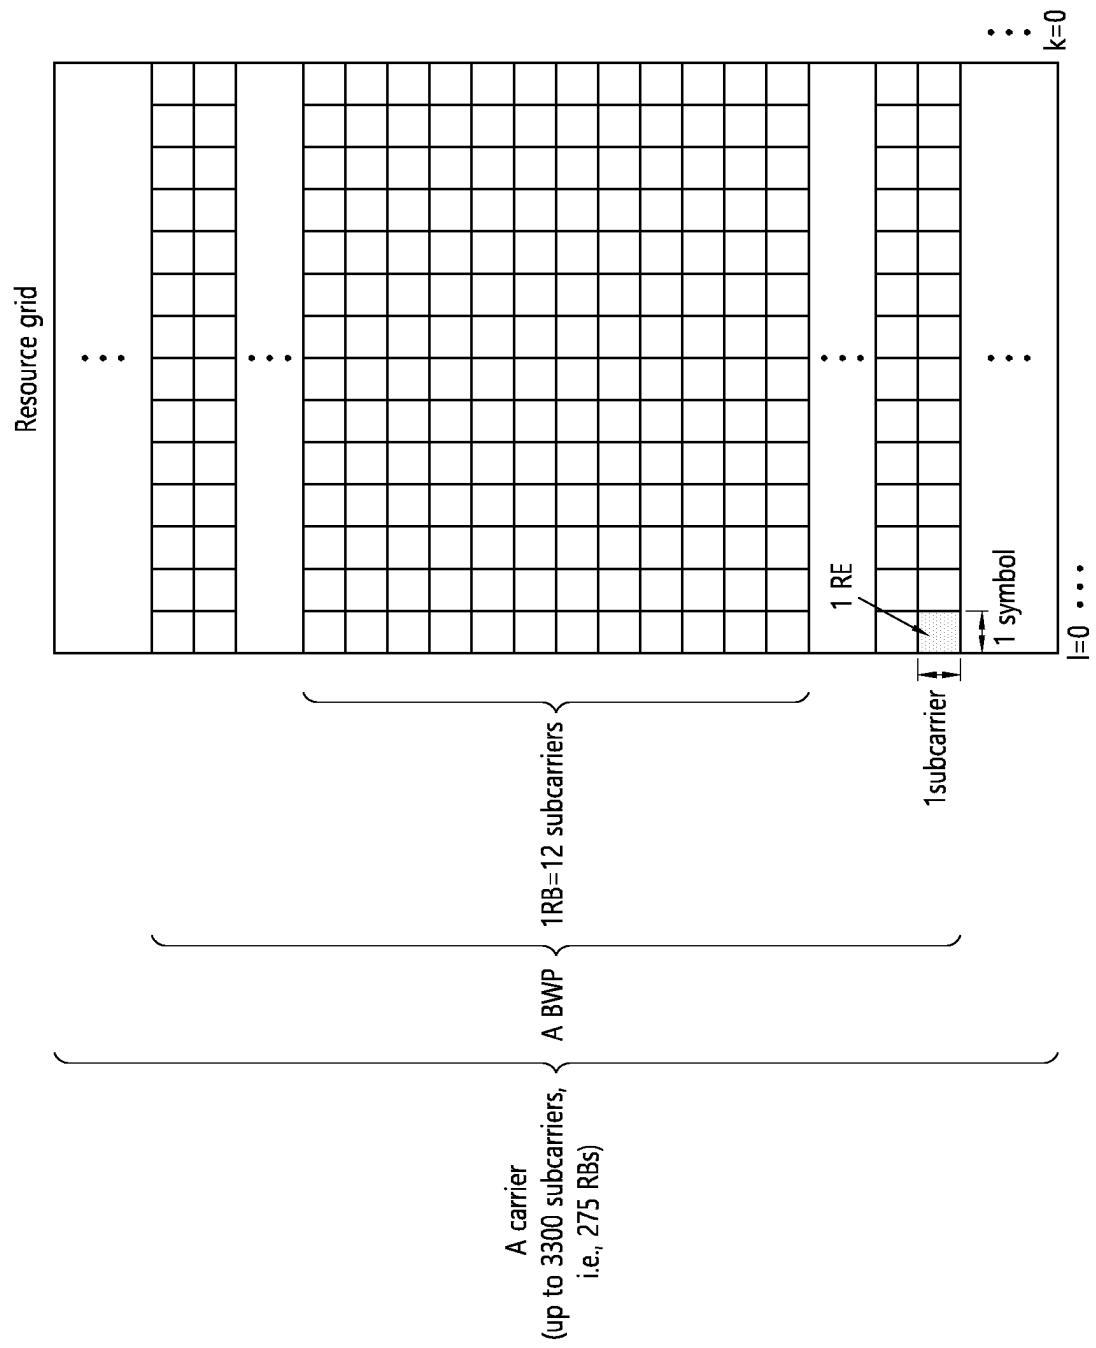 Resource grid
A carrier
(up to 3300 subcarriers,
i.e., 275 RBs)
A BWP
1RB=12 subcarriers
1 RE
1subcarrier
1 symbol
l=0
k=0